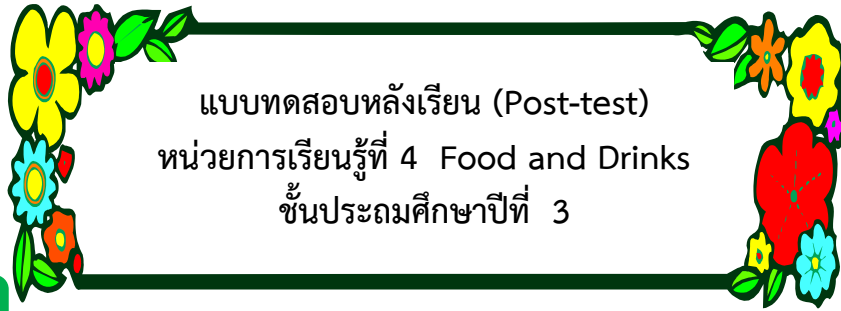 แบบทดสอบหลังเรียน (Post-test)
หน่วยการเรียนรู้ที่ 4 Food and Drinks
ชั้นประถมศึกษาปีที่ 3